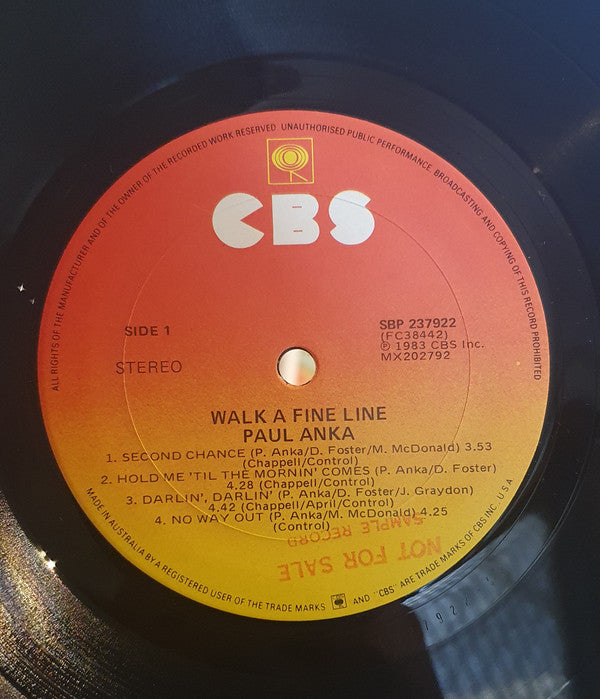 ALL RIGHTS OF THE MANUFACTURER AND OF THE OWNER OF THE RECORDED WORK RESERVED UNAUTHORISED PUBLIC PERFORMANCE, BROADCASTING AND COPYING OF THIS RECORD PROHIBITED
CBS
SIDE 1
STEREO
SBP 237922
(FC38442)
℗ 1983 CBS Inc.
MX202792
WALK A FINE LINE
PAUL ANKA
1. SECOND CHANCE (P. Anka/D. Foster/M. McDonald) 3.53
(Chappell/Control)
2. HOLD ME 'TIL THE MORNIN' COMES (P. Anka/D. Foster)
4.28 (Chappell/Control)
3. DARLIN', DARLIN' (P. Anka/D. Foster/J. Graydon)
4.42 (Chappell/April/Control)
4. NO WAY OUT (P. Anka/M. McDonald) 4.25
(Control)
NOT FOR SALE
SAMPLE RECORD
MADE IN AUSTRALIA BY A REGISTERED USER OF THE TRADE MARKS AND "CBS" ARE TRADE MARKS OF CBS INC U S A